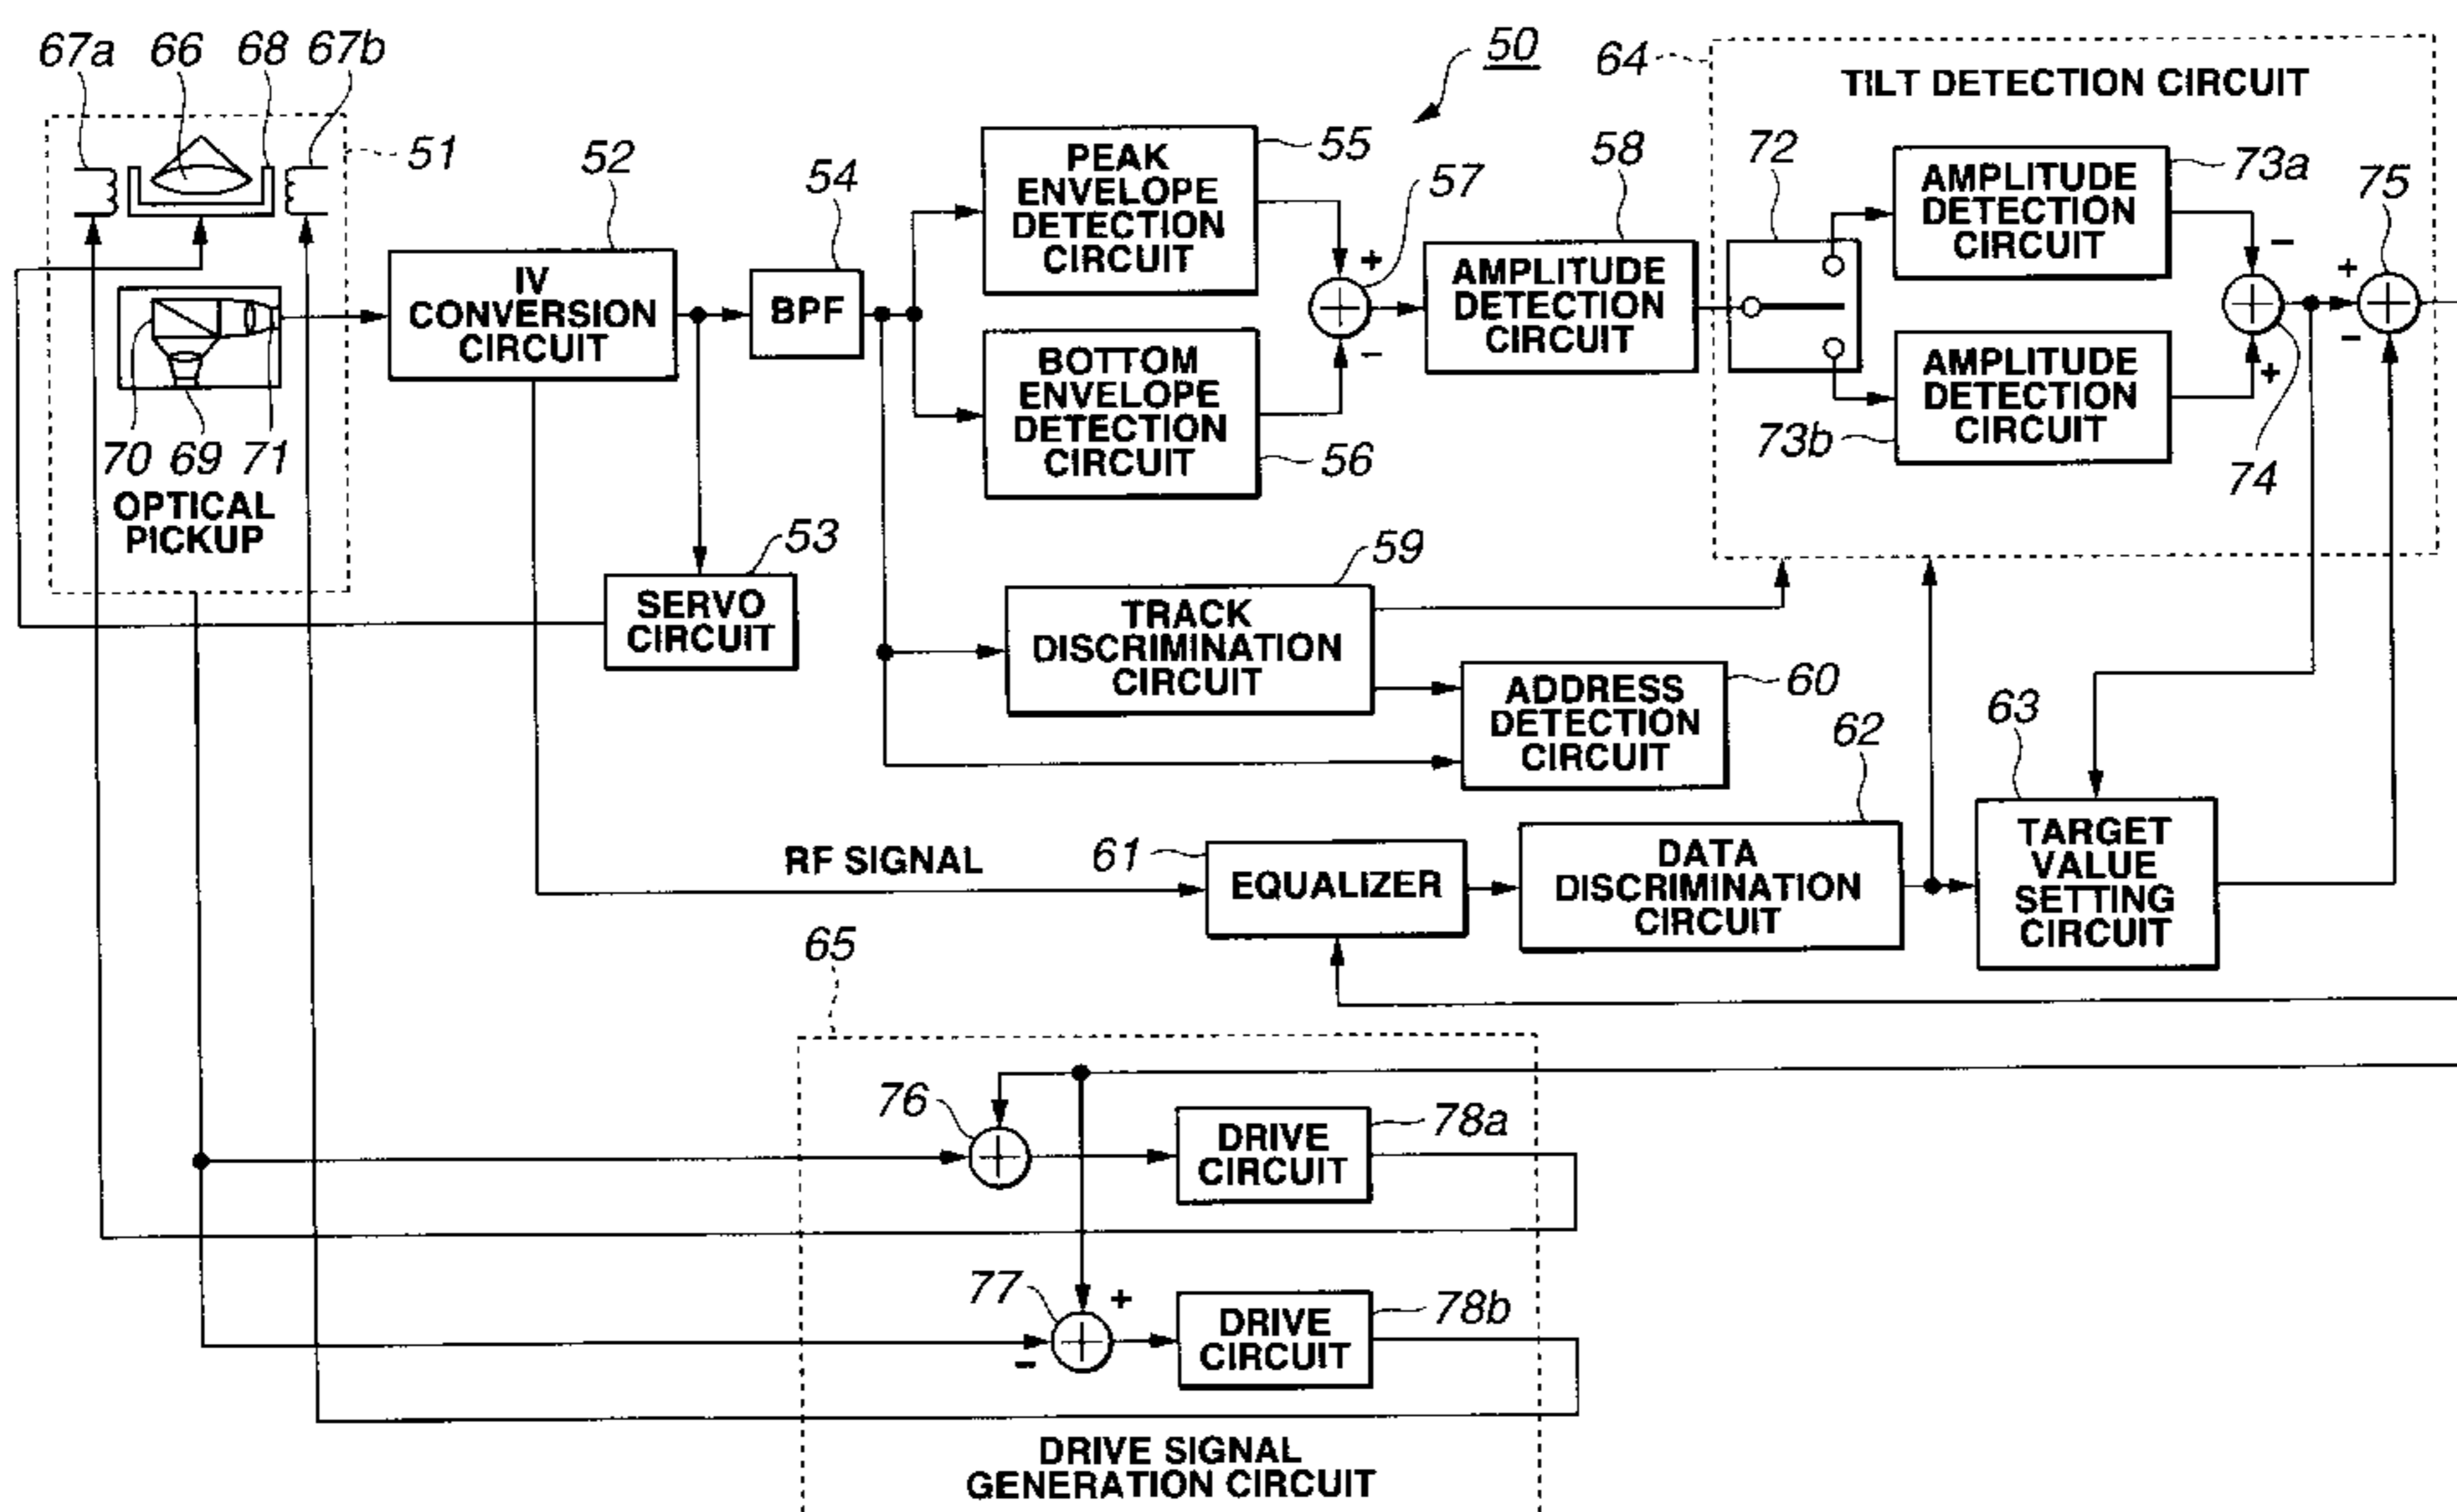 67a 66 68 67b
51
52
54
50
64
TILT DETECTION CIRCUIT
PEAK
ENVELOPE
DETECTION
CIRCUIT
55
57
58
72
AMPLITUDE
DETECTION
CIRCUIT
73a
75
IV
CONVERSION
CIRCUIT
BPF
+
−
AMPLITUDE
DETECTION
CIRCUIT
−
+
+
−
BOTTOM
ENVELOPE
DETECTION
CIRCUIT
56
AMPLITUDE
DETECTION
CIRCUIT
73b
74
70 69 71
OPTICAL
PICKUP
53
SERVO
CIRCUIT
59
TRACK
DISCRIMINATION
CIRCUIT
ADDRESS
DETECTION
CIRCUIT
60
62
63
RF SIGNAL
61
EQUALIZER
DATA
DISCRIMINATION
CIRCUIT
TARGET
VALUE
SETTING
CIRCUIT
65
76
DRIVE
CIRCUIT
78a
77
+
−
DRIVE
CIRCUIT
78b
DRIVE SIGNAL
GENERATION CIRCUIT